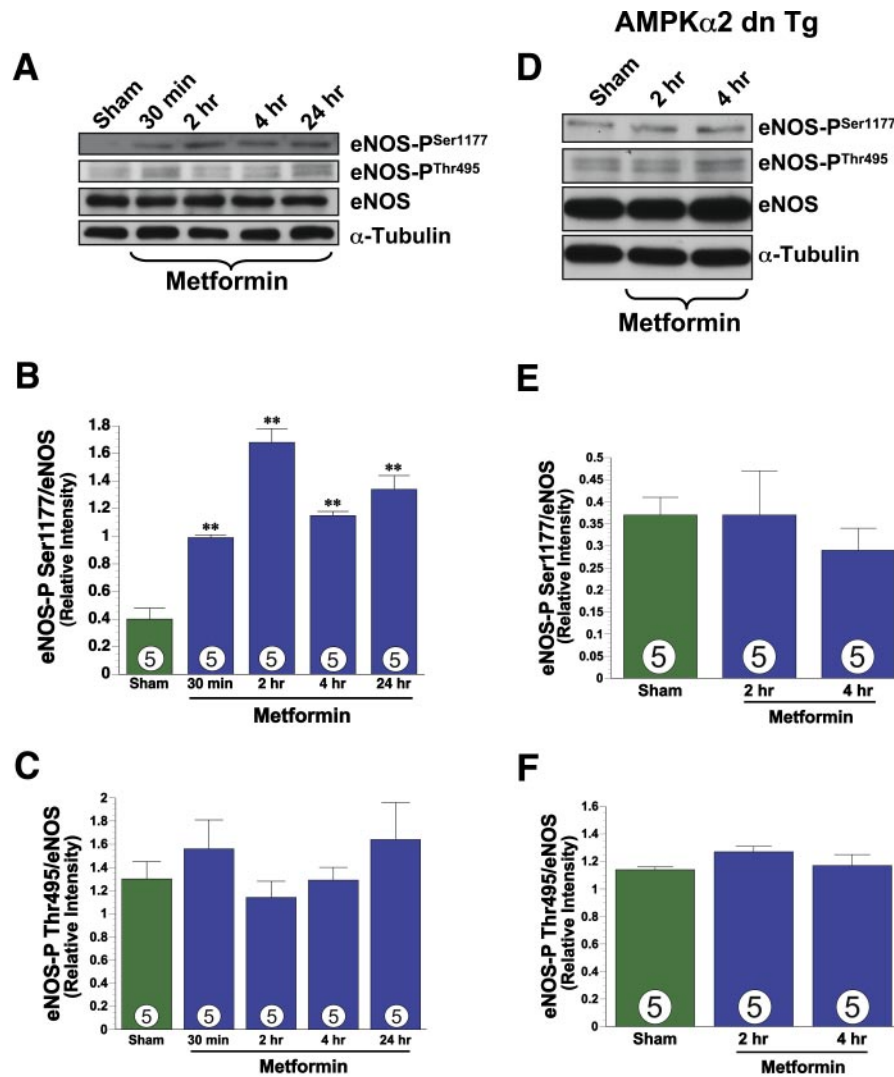 AMPKα2 dn Tg
A
Sham 30 min 2 hr 4 hr 24 hr
eNOS-PSer1177
eNOS-PThr495
eNOS
α-Tubulin
Metformin
D
Sham 2 hr 4 hr
eNOS-PSer1177
eNOS-PThr495
eNOS
α-Tubulin
Metformin
B
eNOS-P Ser1177/eNOS
(Relative Intensity)
1.8
1.6
1.4
1.2
1
0.8
0.6
0.4
0.2
0
** ** ** **
5 5 5 5 5
Sham 30 min 2 hr 4 hr 24 hr
Metformin
E
eNOS-P Ser1177/eNOS
(Relative Intensity)
0.5
0.45
0.4
0.35
0.3
0.25
0.2
0.15
0.1
0.05
0
5 5 5
Sham 2 hr 4 hr
Metformin
C
eNOS-P Thr495/eNOS
(Relative Intensity)
2
1.8
1.6
1.4
1.2
1
0.8
0.6
0.4
0.2
0
5 5 5 5 5
Sham 30 min 2 hr 4 hr 24 hr
Metformin
F
eNOS-P Thr495/eNOS
(Relative Intensity)
1.6
1.4
1.2
1
0.8
0.6
0.4
0.2
0
5 5 5
Sham 2 hr 4 hr
Metformin